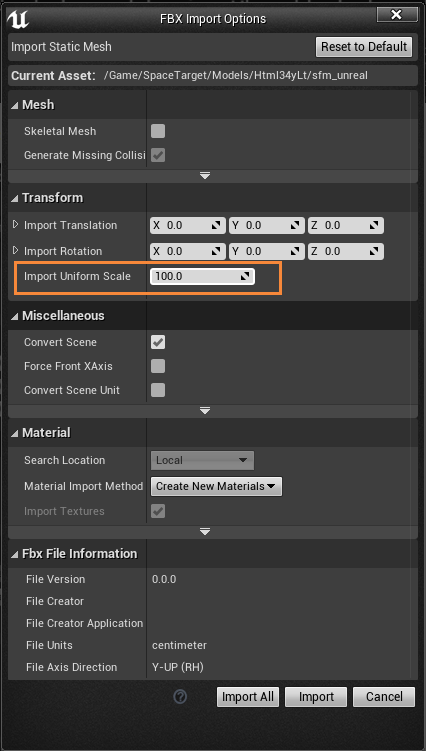 FBX Import Options
Import Static Mesh Reset to Default
Current Asset: /Game/SpaceTarget/Models/Html34yLt/sfm_unreal
Mesh
Skeletal Mesh
Generate Missing Collisi
Transform
Import Translation X 0.0 Y 0.0 Z 0.0
Import Rotation X 0.0 Y 0.0 Z 0.0
Import Uniform Scale 100.0
Miscellaneous
Convert Scene
Force Front XAxis
Convert Scene Unit
Material
Search Location Local
Material Import Method Create New Materials
Import Textures
Fbx File Information
File Version 0.0.0
File Creator
File Creator Application
File Units centimeter
File Axis Direction Y-UP (RH)
? Import All Import Cancel